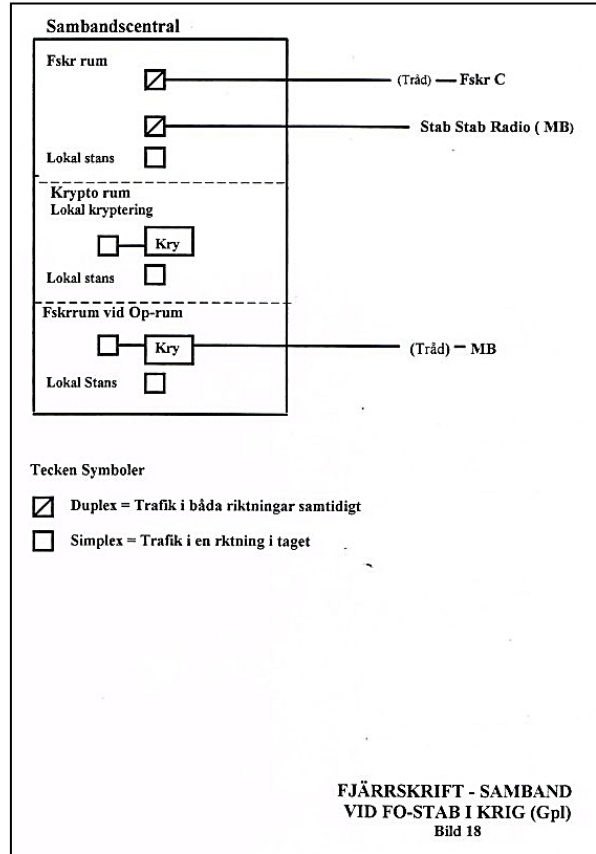 Sambandscentral
Fskr rum
(Tråd) — Fskr C
Stab Stab Radio ( MB)
Lokal stans
Krypto rum
Lokal kryptering
Kry
Lokal stans
Fskrrum vid Op-rum
Kry
(Tråd) – MB
Lokal Stans
Tecken Symboler
Duplex = Trafik i båda riktningar samtidigt
Simplex = Trafik i en rktning i taget
FJÄRRSKRIFT - SAMBAND
VID FO-STAB I KRIG (Gpl)
Bild 18